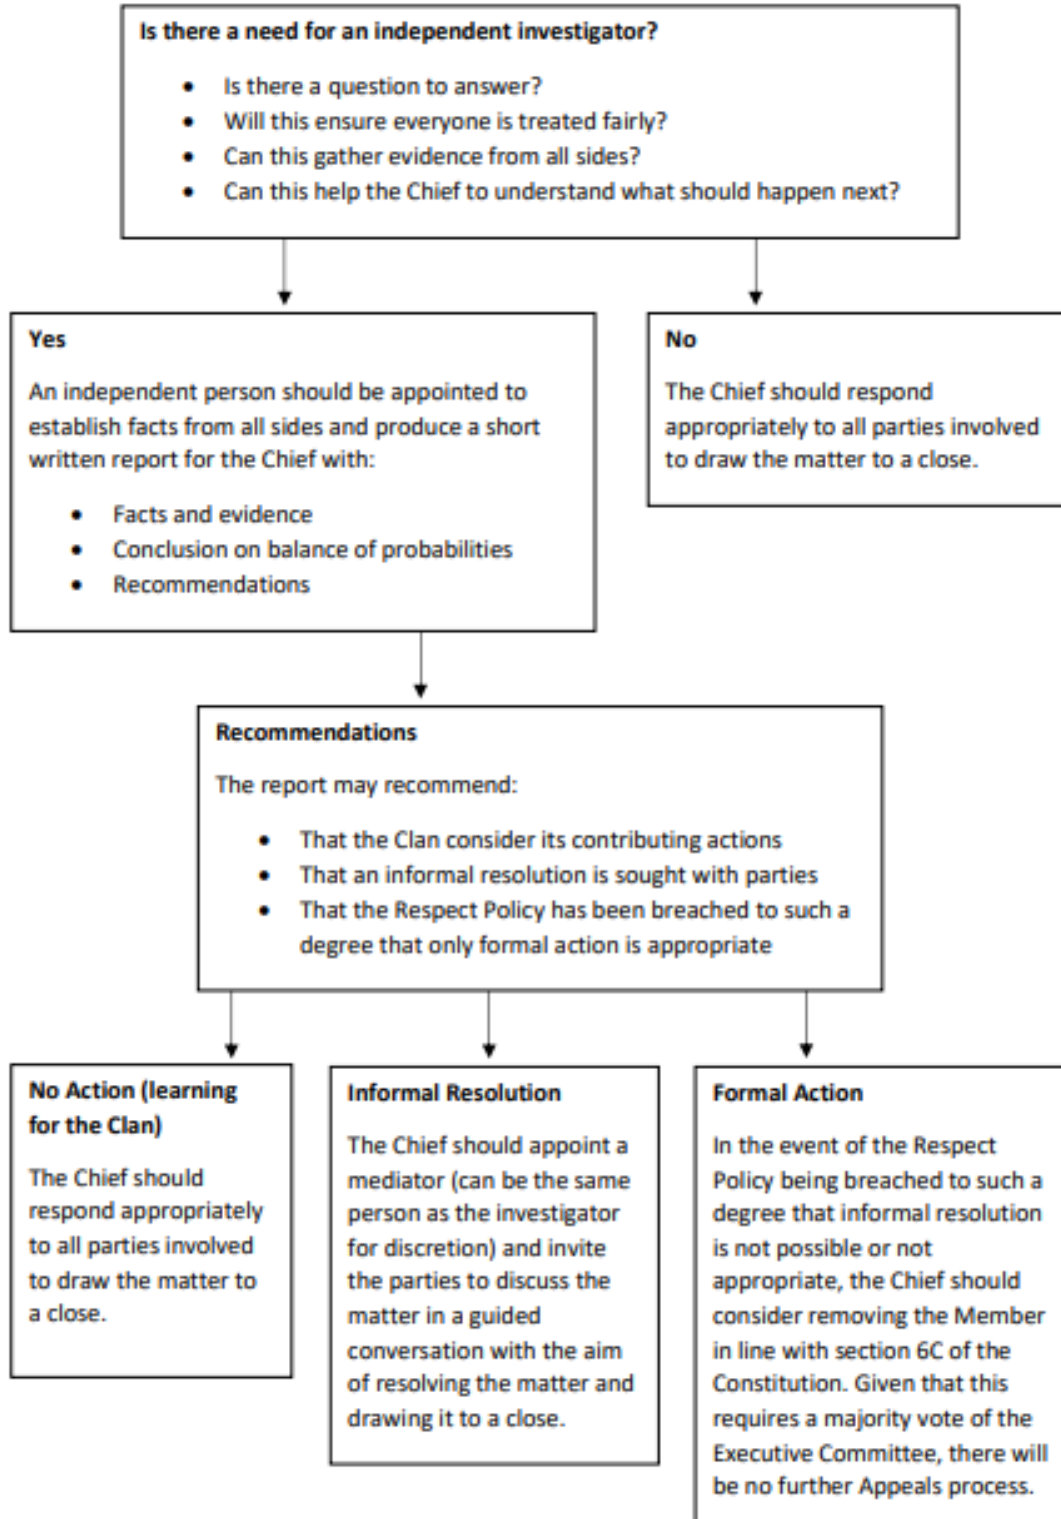 Is there a need for an independent investigator?
• Is there a question to answer?
• Will this ensure everyone is treated fairly?
• Can this gather evidence from all sides?
• Can this help the Chief to understand what should happen next?
Yes
An independent person should be appointed to
establish facts from all sides and produce a short
written report for the Chief with:
• Facts and evidence
• Conclusion on balance of probabilities
• Recommendations
No
The Chief should respond
appropriately to all parties involved
to draw the matter to a close.
Recommendations
The report may recommend:
• That the Clan consider its contributing actions
• That an informal resolution is sought with parties
• That the Respect Policy has been breached to such a
degree that only formal action is appropriate
No Action (learning
for the Clan)
The Chief should
respond appropriately
to all parties involved
to draw the matter to
a close.
Informal Resolution
The Chief should appoint a
mediator (can be the same
person as the investigator
for discretion) and invite
the parties to discuss the
matter in a guided
conversation with the aim
of resolving the matter and
drawing it to a close.
Formal Action
In the event of the Respect
Policy being breached to such a
degree that informal resolution
is not possible or not
appropriate, the Chief should
consider removing the Member
in line with section 6C of the
Constitution. Given that this
requires a majority vote of the
Executive Committee, there will
be no further Appeals process.